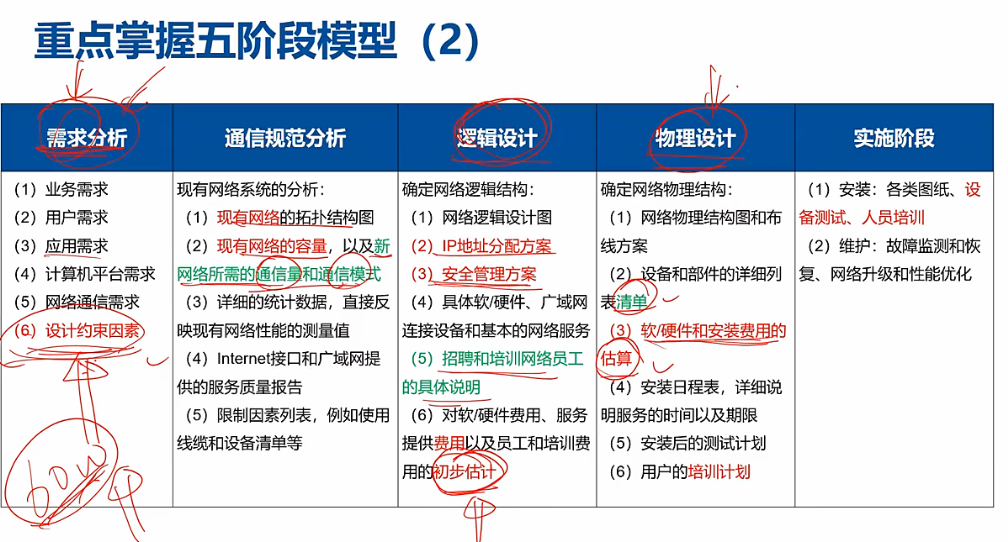 重点掌握五阶段模型（2）
需求分析
（1）业务需求
（2）用户需求
（3）应用需求
（4）计算机平台需求
（5）网络通信需求
（6）设计约束因素
60w
通信规范分析
现有网络系统的分析：
（1）现有网络的拓扑结构图
（2）现有网络的容量，以及新
网络所需的通信量和通信模式
（3）详细的统计数据，直接反
映现有网络性能的测量值
（4）Internet接口和广域网提
供的服务质量报告
（5）限制因素列表，例如使用
线缆和设备清单等
逻辑设计
确定网络逻辑结构：
（1）网络逻辑设计图
（2）IP地址分配方案
（3）安全管理方案
（4）具体软/硬件、广域网
连接设备和基本的网络服务
（5）招聘和培训网络员工
的具体说明
（6）对软/硬件费用、服务
提供费用以及员工和培训费
用的初步估计
物理设计
确定网络物理结构：
（1）网络物理结构图和布
线方案
（2）设备和部件的详细列
表清单
（3）软/硬件和安装费用的
估算
（4）安装日程表，详细说
明服务的时间以及期限
（5）安装后的测试计划
（6）用户的培训计划
实施阶段
（1）安装：各类图纸、设
备测试、人员培训
（2）维护：故障监测和恢
复、网络升级和性能优化